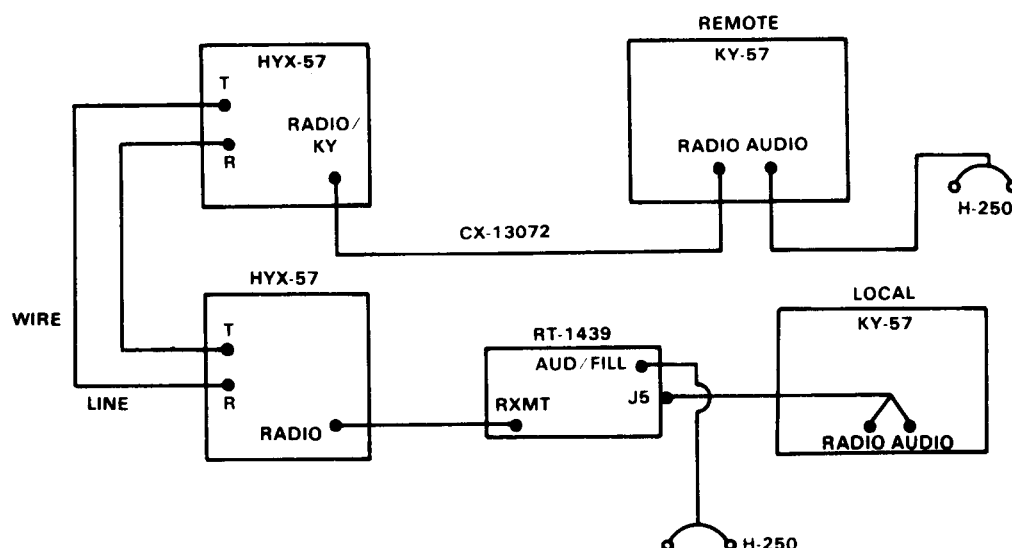 REMOTE
HYX-57
KY-57
T
RADIO/
KY
R
RADIO AUDIO
H-250
CX-13072
HYX-57
LOCAL
KY-57
WIRE
T
RT-1439
AUD/FILL
LINE
R
RXMT
J5
RADIO
RADIO AUDIO
H-250